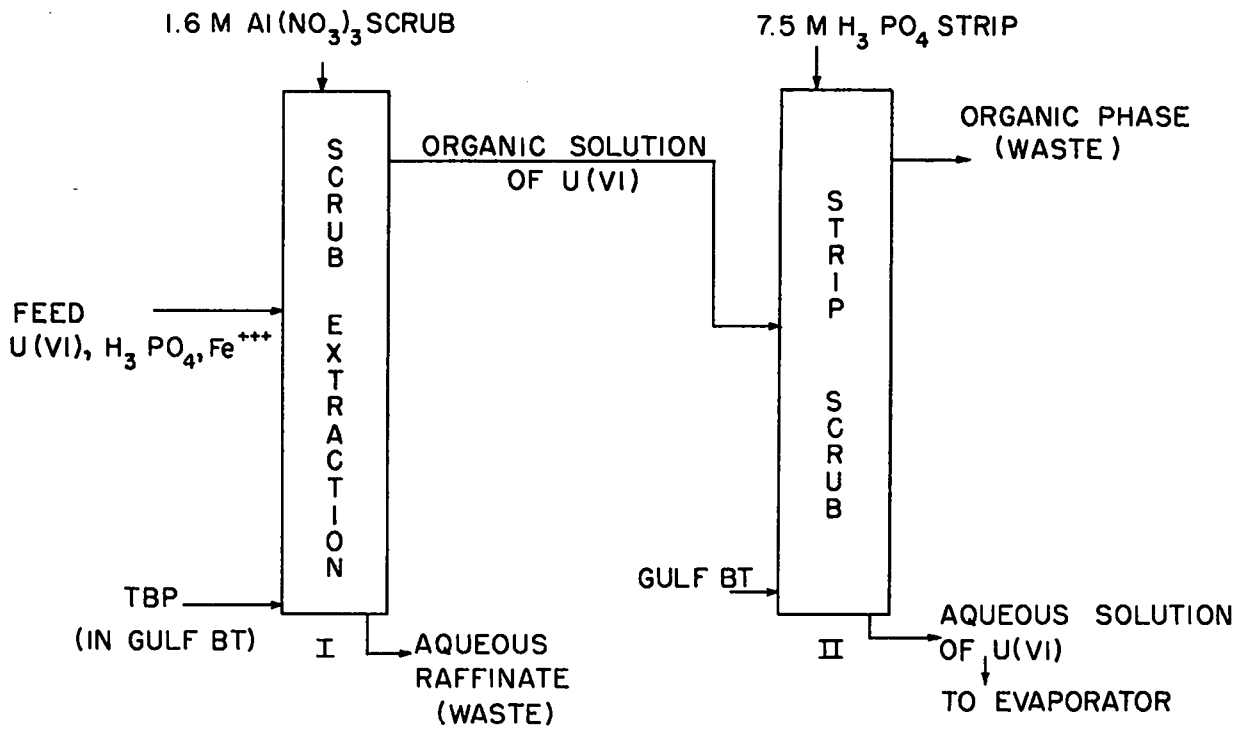 1.6 M Al(NO3)3 SCRUB
7.5 M H3 PO4 STRIP
SCRUB EXTRACTION
ORGANIC SOLUTION
OF U(VI)
STRIP SCRUB
ORGANIC PHASE
(WASTE)
FEED
U(VI), H3 PO4, Fe+++
TBP
(IN GULF BT)
I
AQUEOUS
RAFFINATE
(WASTE)
GULF BT
II
AQUEOUS SOLUTION
OF U(VI)
TO EVAPORATOR